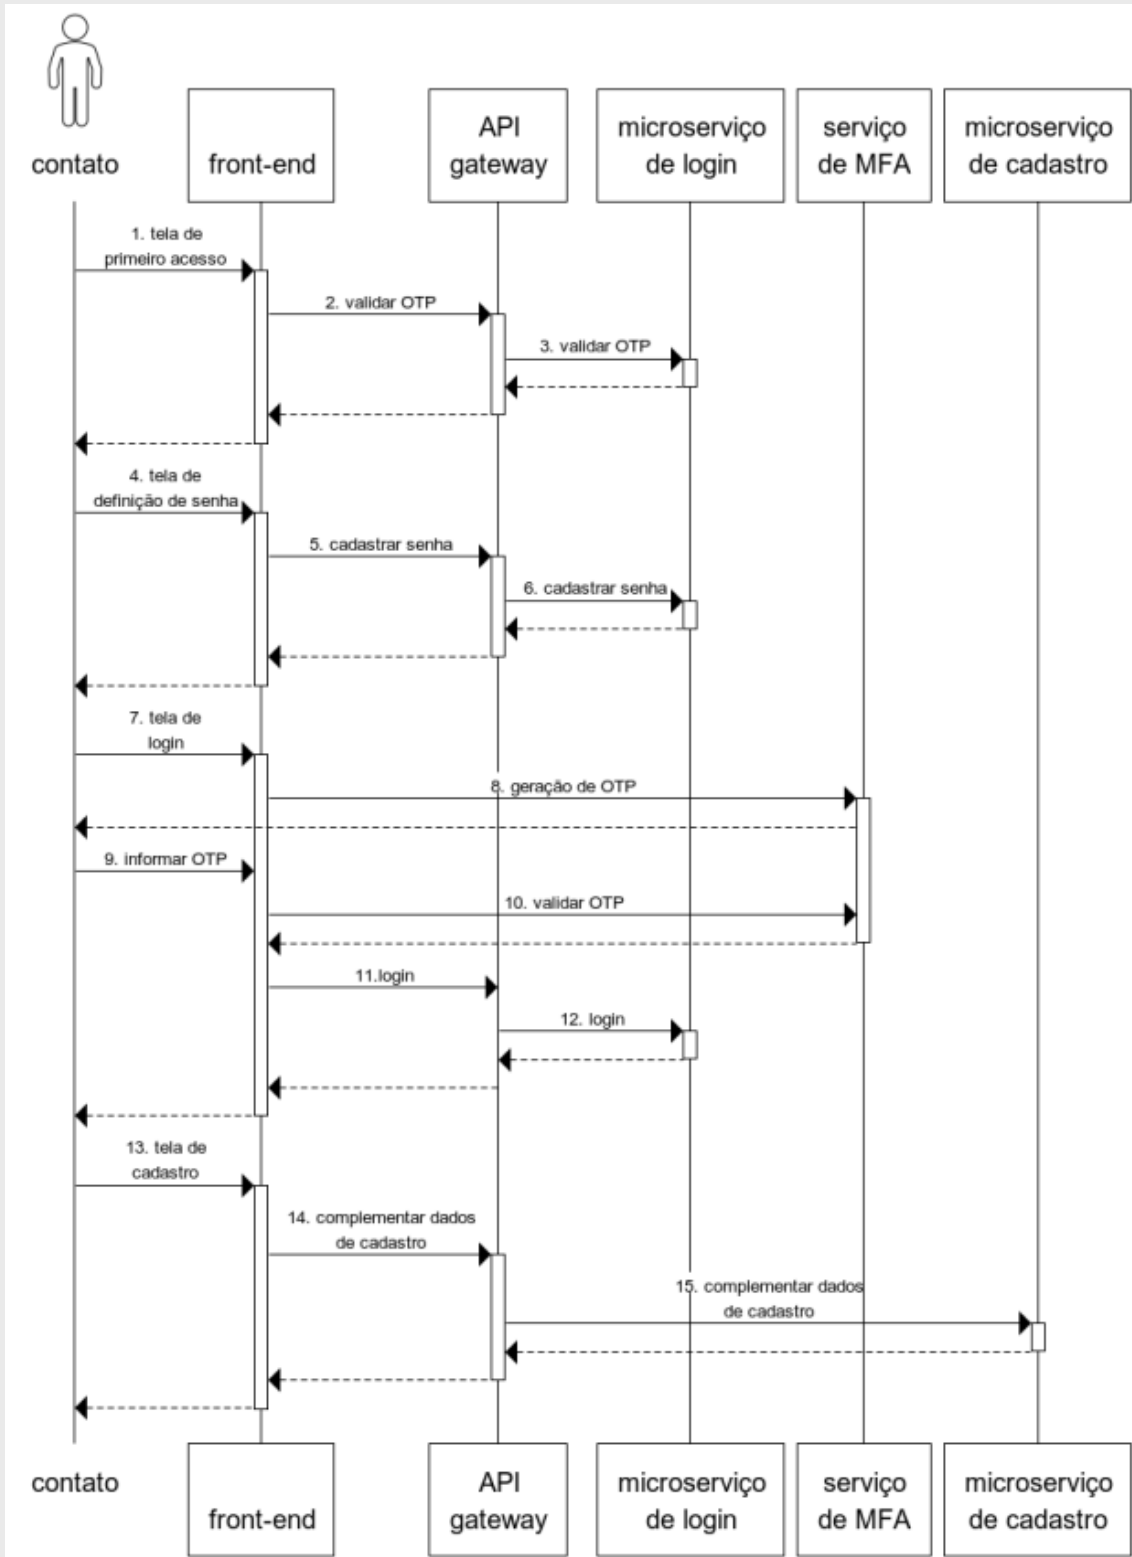 contato
front-end
API
gateway
microserviço
de login
serviço
de MFA
microserviço
de cadastro
1. tela de
primeiro acesso
2. validar OTP
3. validar OTP
4. tela de
definição de senha
5. cadastrar senha
6. cadastrar senha
7. tela de
login
8. geração de OTP
9. informar OTP
10. validar OTP
11.login
12. login
13. tela de
cadastro
14. complementar dados
de cadastro
15. complementar dados
de cadastro
contato
front-end
API
gateway
microserviço
de login
serviço
de MFA
microserviço
de cadastro